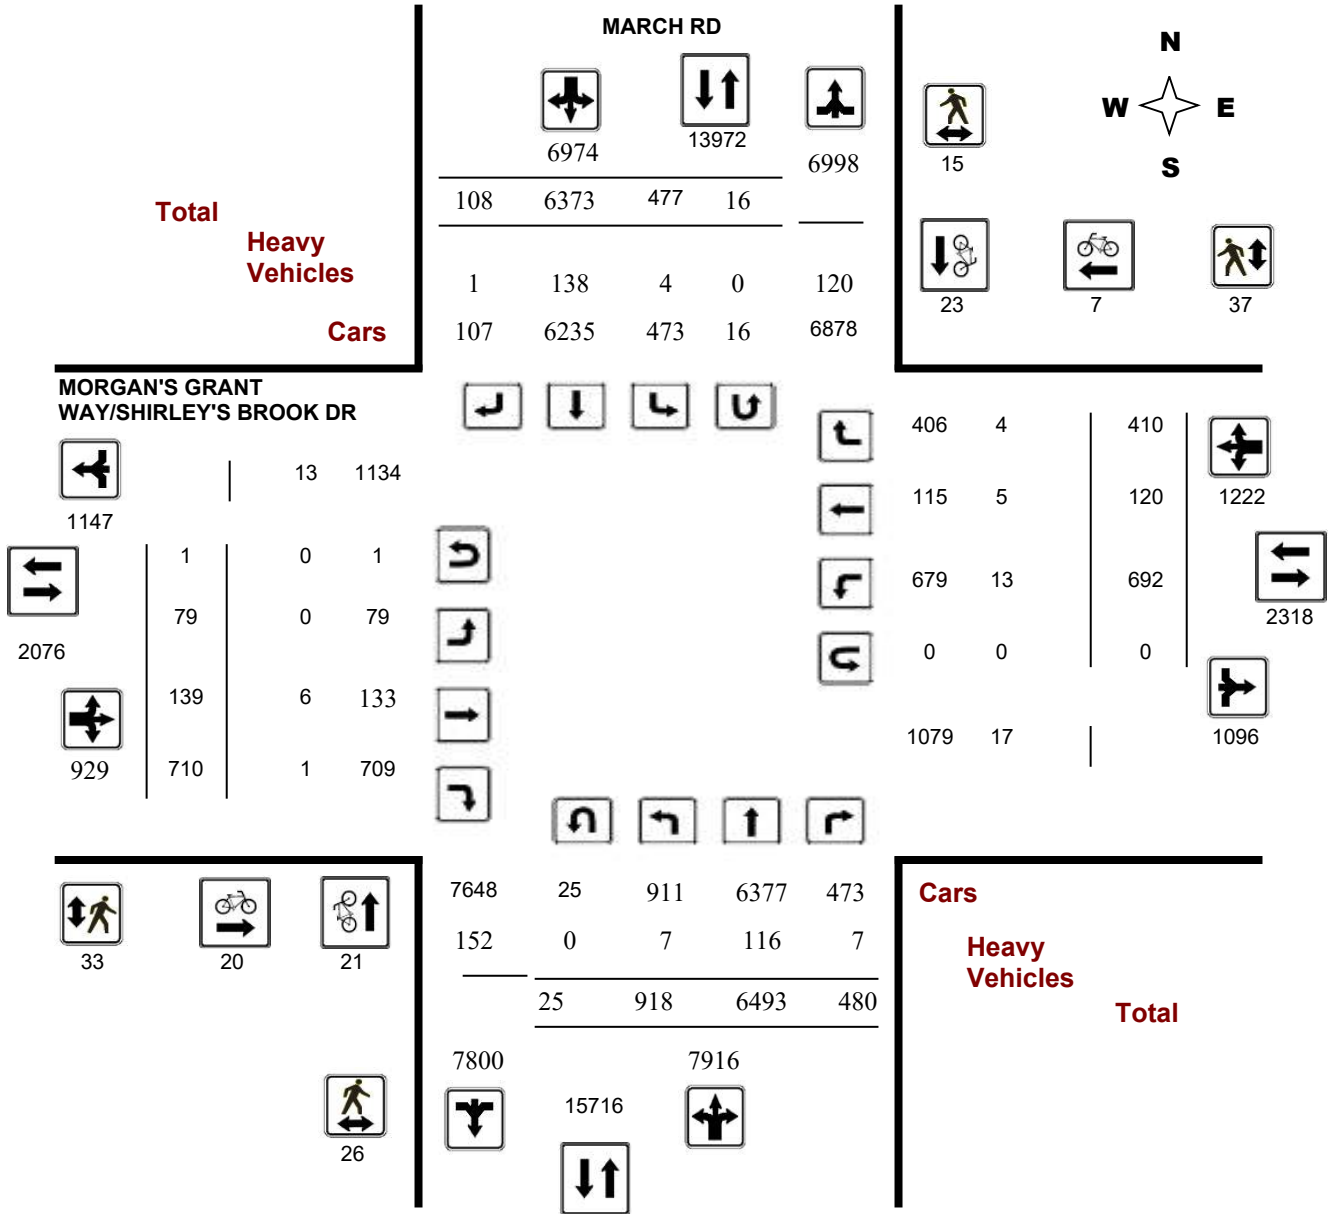 MARCH RD
N
W E
S
6974
13972
6998
15
Total
108 6373 477 16
Heavy
Vehicles
1 138 4 0 120
23 7 37
Cars
107 6235 473 16 6878
MORGAN'S GRANT
WAY/SHIRLEY'S BROOK DR
406 4 410
13 1134
115 5 120 1222
1147
1 0 1
679 13 692
79 0 79
2318
2076
0 0 0
139 6 133
1079 17 1096
929 710 1 709
7648 25 911 6377 473
Cars
152 0 7 116 7
Heavy
Vehicles
33 20 21
25 918 6493 480
Total
7800 7916
15716
26